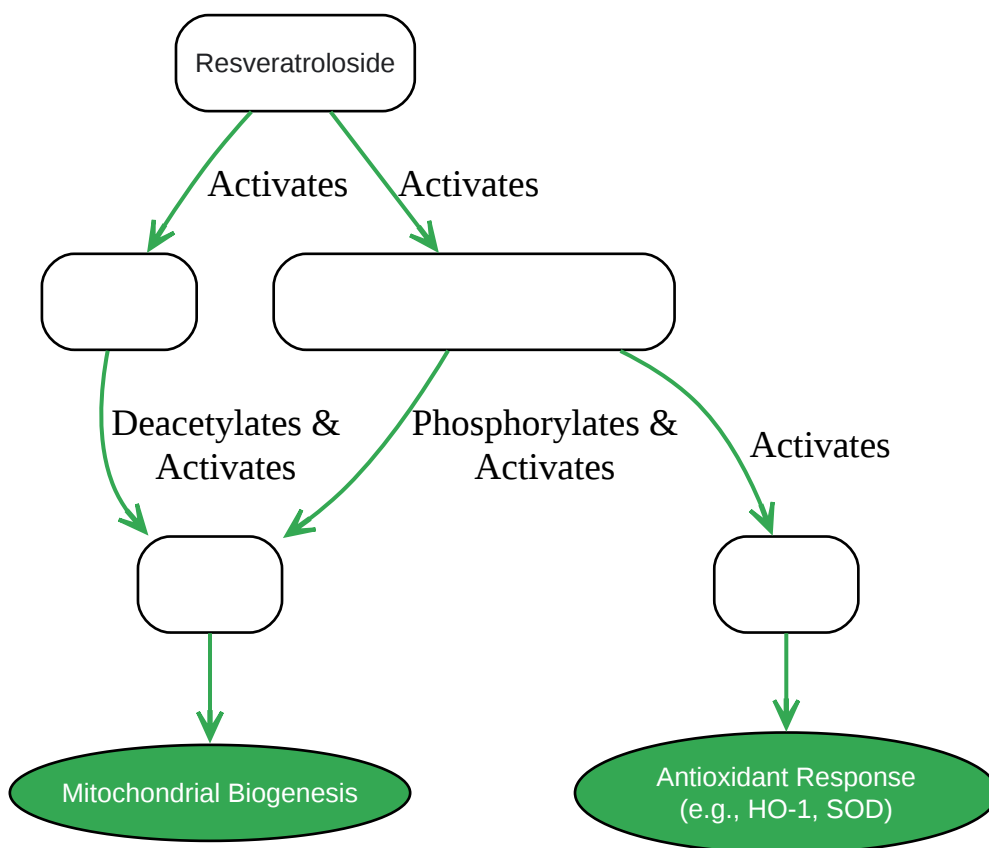 Resveratroloside
Activates
Activates
Deacetylates &
Activates
Phosphorylates &
Activates
Activates
Mitochondrial Biogenesis
Antioxidant Response
(e.g., HO-1, SOD)